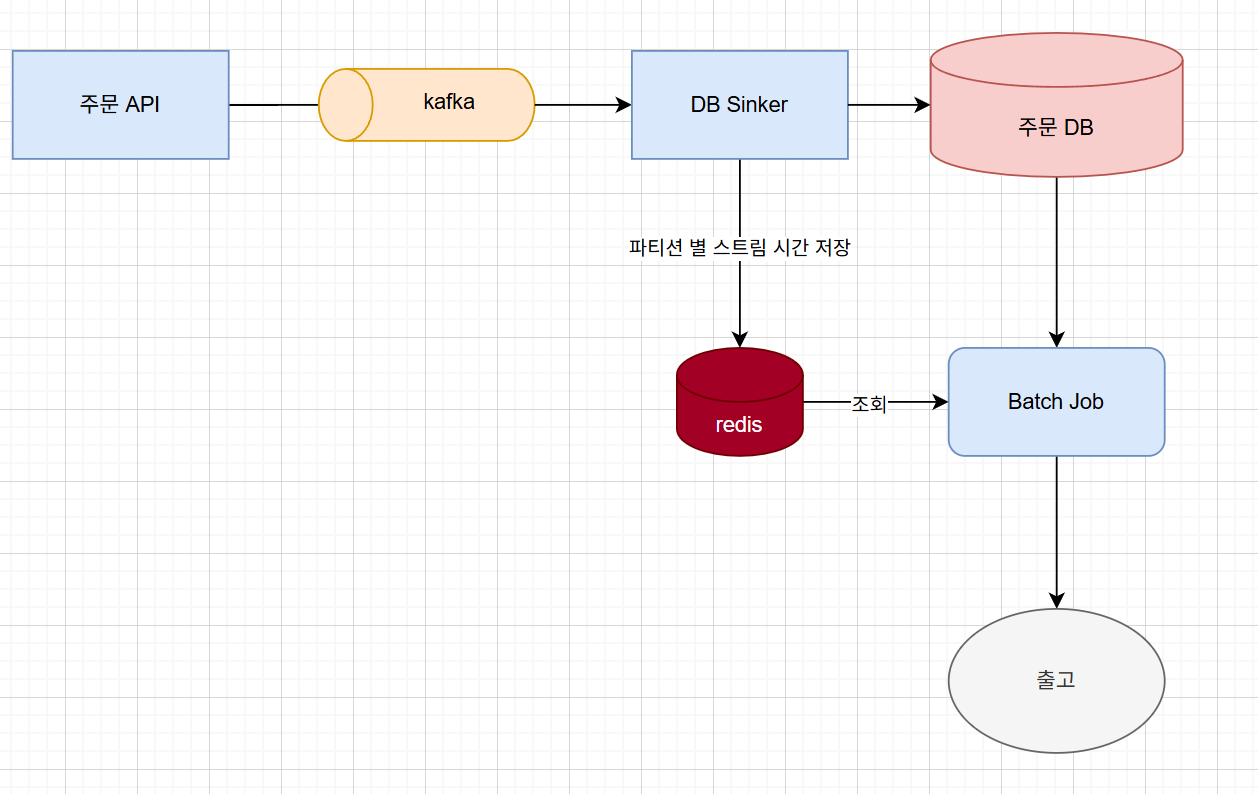 주문 API
kafka
DB Sinker
주문 DB
파티션 별 스트림 시간 저장
redis
조회
Batch Job
출고